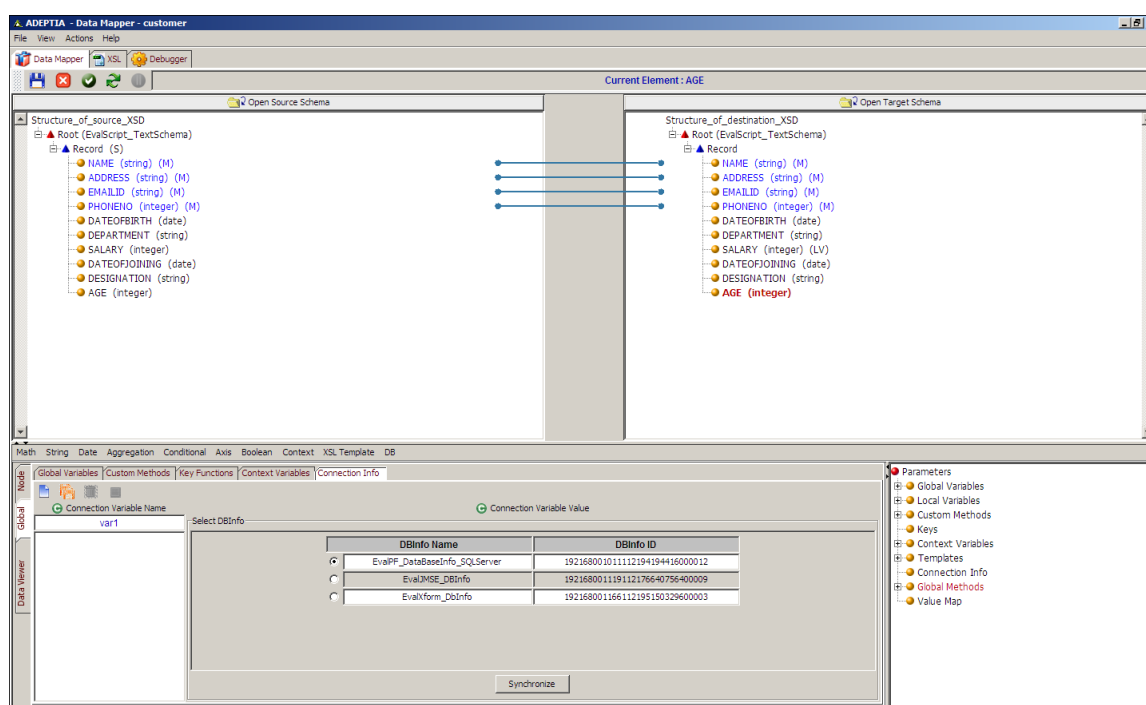 ADEPTIA - Data Mapper - customer
File View Actions Help
Data Mapper XSL Debugger
Current Element : AGE
Open Source Schema
Open Target Schema
Structure_of_source_XSD
Root (EvalScript_TextSchema)
Record (S)
NAME (string) (M)
ADDRESS (string) (M)
EMAILID (string) (M)
PHONENO (integer) (M)
DATEOFBIRTH (date)
DEPARTMENT (string)
SALARY (integer)
DATEOFJOINING (date)
DESIGNATION (string)
AGE (integer)
Structure_of_destination_XSD
Root (EvalScript_TextSchema)
Record
NAME (string) (M)
ADDRESS (string) (M)
EMAILID (string) (M)
PHONENO (integer) (M)
DATEOFBIRTH (date)
DEPARTMENT (string)
SALARY (integer) (LV)
DATEOFJOINING (date)
DESIGNATION (string)
AGE (integer)
Math String Date Aggregation Conditional Axis Boolean Context XSL Template DB
Node
Global
Data Viewer
Global Variables Custom Methods Key Functions Context Variables Connection Info
Connection Variable Name
Connection Variable Value
var1
Select DBInfo
DBInfo Name DBInfo ID
EvalPF_DataBaseInfo_SQLServer 192168001011112194194416000012
EvalJMSE_DBInfo 192168001119112176640756400009
EvalXform_DbInfo 192168001166112195150329600003
Synchronize
Parameters
Global Variables
Local Variables
Custom Methods
Keys
Context Variables
Templates
Connection Info
Global Methods
Value Map